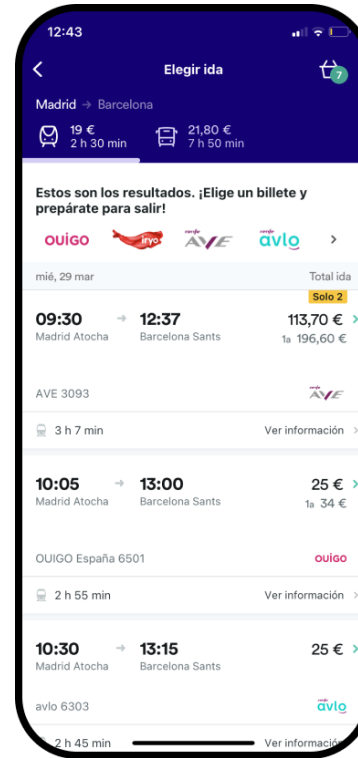 12:43
Elegir ida
7
Madrid → Barcelona
19 €
2 h 30 min
21,80 €
7 h 50 min
Estos son los resultados. ¡Elige un billete y
prepárate para salir!
OUIGO iryo renfe AVE renfe avlo >
mié, 29 mar Total ida
Solo 2
09:30 → 12:37 113,70 € >
Madrid Atocha Barcelona Sants 1a 196,60 €
AVE 3093 renfe AVE
3 h 7 min Ver información >
10:05 → 13:00 25 € >
Madrid Atocha Barcelona Sants 1a 34 €
OUIGO España 6501 OUIGO
2 h 55 min Ver información >
10:30 → 13:15 25 € >
Madrid Atocha Barcelona Sants
avlo 6303 renfe avlo
2 h 45 min Ver información